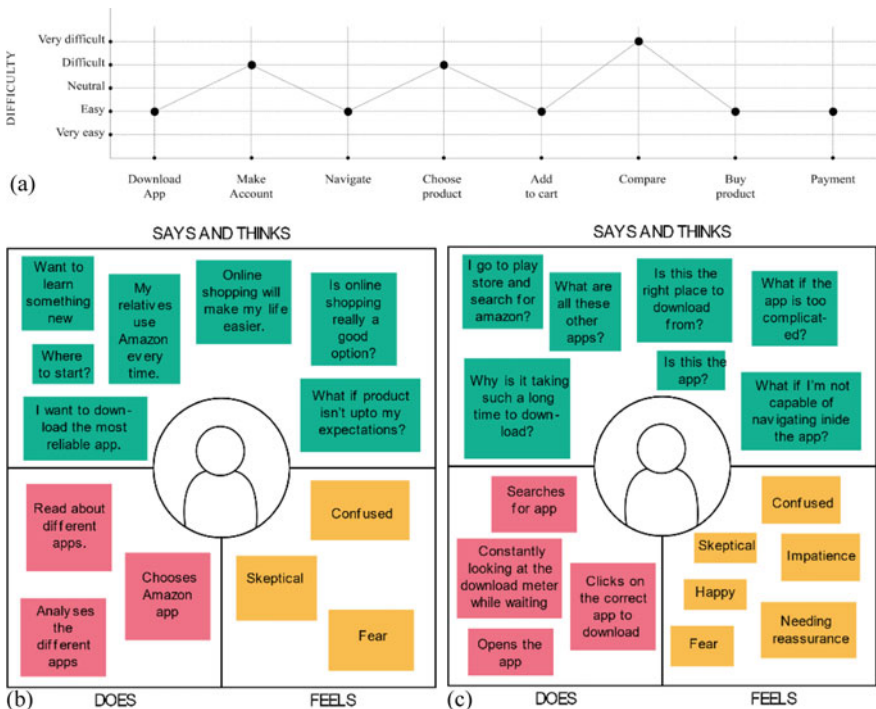 DIFFICULTY
Very difficult
Difficult
Neutral
Easy
Very easy
(a)
Download
App
Make
Account
Navigate
Choose
product
Add
to cart
Compare
Buy
product
Payment
SAYS AND THINKS
Want to
learn
something
new
My
relatives
use
Amazon
every
time.
Online
shopping will
make my life
easier.
Is online
shopping
really a
good
option?
Where
to start?
I want to down-
load the most
reliable app.
What if product
isn't upto my
expectations?
Read about
different
apps.
Chooses
Amazon
app
Analyses
the
different
apps
Confused
Skeptical
Fear
(b)
DOES
FEELS
SAYS AND THINKS
I go to play
store and
search for
amazon?
What are
all these
other
apps?
Is this the
right place to
download
from?
What if the
app is too
complicat-
ed?
Is this the
app?
Why is it taking
such a long
time to down-
load?
What if I'm not
capable of
navigating inide
the app?
Searches
for app
Constantly
looking at the
download meter
while waiting
Clicks on
the correct
app to
download
Opens the
app
Confused
Skeptical
Impatience
Happy
Needing
reassurance
Fear
(c)
DOES
FEELS